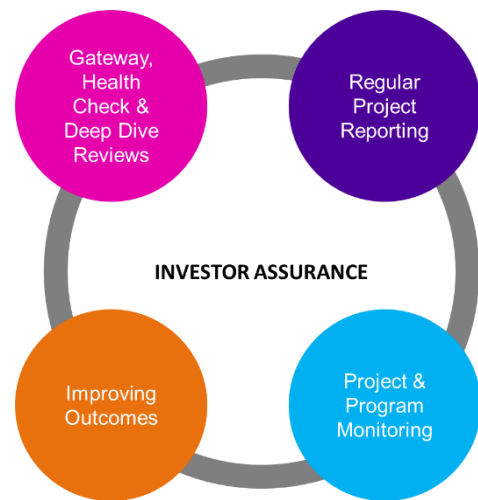 Gateway,
Health
Check &
Deep Dive
Reviews
Regular
Project
Reporting
INVESTOR ASSURANCE
Improving
Outcomes
Project &
Program
Monitoring